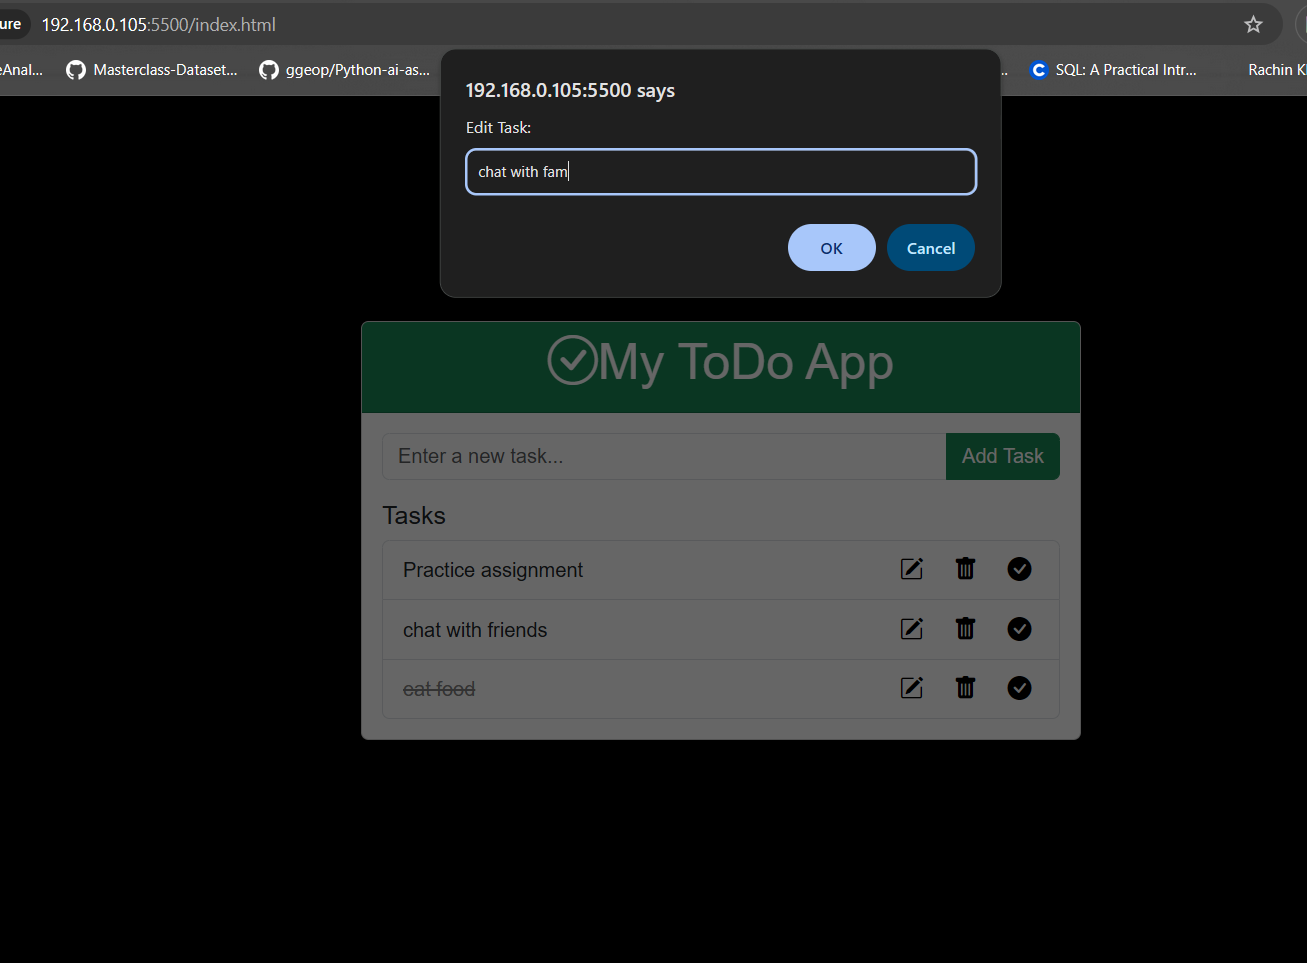 ure 192.168.0.105:5500/index.html
eAnal... Masterclass-Dataset... ggeop/Python-ai-as... .. SQL: A Practical Intr... Rachin K
192.168.0.105:5500 says
Edit Task:
chat with fam
OK Cancel
My ToDo App
Enter a new task... Add Task
Tasks
Practice assignment
chat with friends
eat food